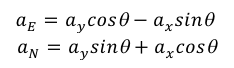 a_E = a_y cosθ − a_x sinθ
a_N = a_y sinθ + a_x cosθ